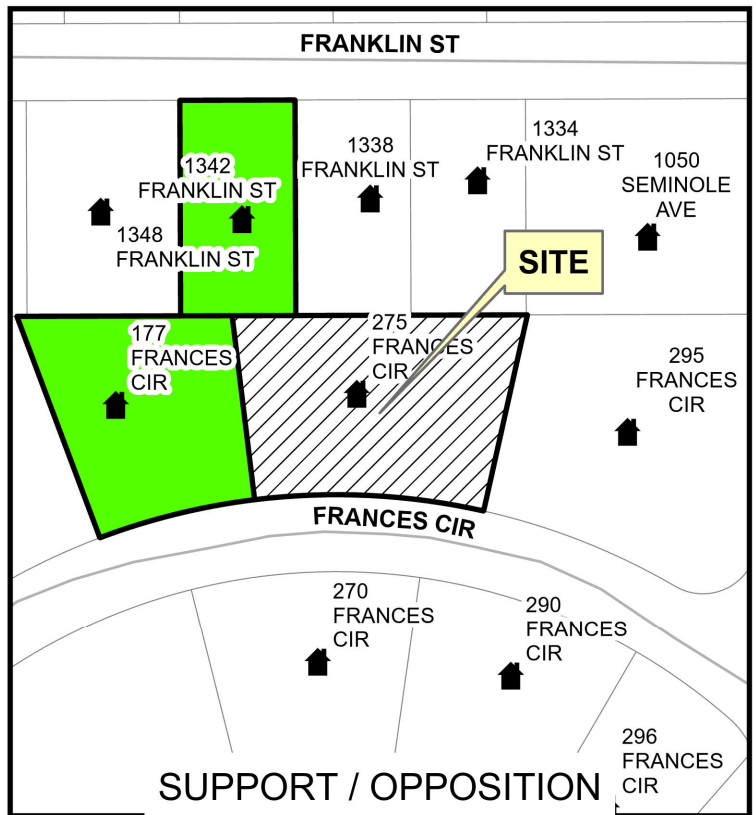 FRANKLIN ST
1342
FRANKLIN ST
1338
FRANKLIN ST
1334
FRANKLIN ST
1050
SEMINOLE
AVE
1348
FRANKLIN ST
SITE
177
FRANCES
CIR
275
FRANCES
CIR
295
FRANCES
CIR
FRANCES CIR
270
FRANCES
CIR
290
FRANCES
CIR
296
FRANCES
CIR
SUPPORT / OPPOSITION